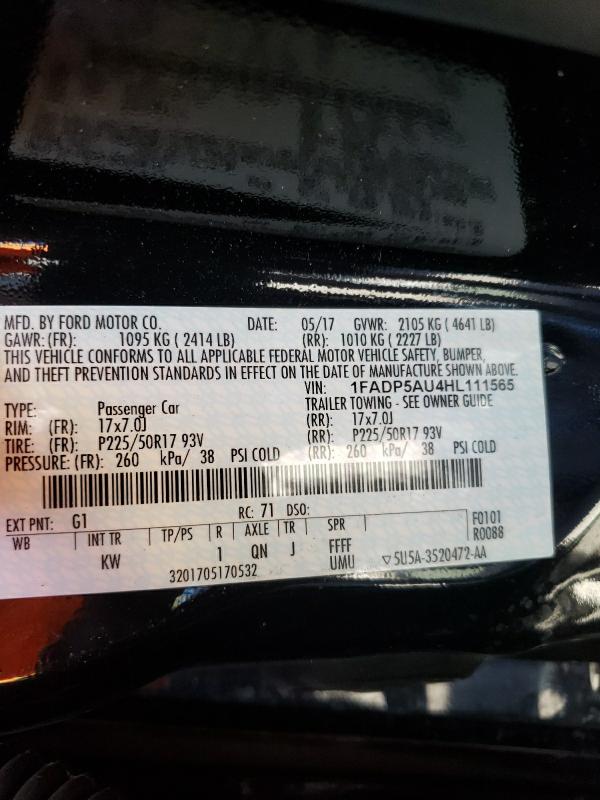 MFD. BY FORD MOTOR CO. DATE: 05/17 GVWR: 2105 KG ( 4641 LB)
GAWR: (FR): 1095 KG ( 2414 LB) (RR): 1010 KG ( 2227 LB)
THIS VEHICLE CONFORMS TO ALL APPLICABLE FEDERAL MOTOR VEHICLE SAFETY, BUMPER,
AND THEFT PREVENTION STANDARDS IN EFFECT ON THE DATE OF MANUFACTURE SHOWN ABOVE.
VIN: 1FADP5AU4HL111565
TYPE: Passenger Car TRAILER TOWING - SEE OWNER GUIDE
RIM: (FR): 17x7.0J (RR): 17x7.0J
TIRE: (FR): P225/50R17 93V (RR): P225/50R17 93V
PRESSURE: (FR): 260 kPa/ 38 PSI COLD (RR): 260 kPa/ 38 PSI COLD
EXT PNT: G1 RC: 71 DSO: F0101
WB INT TR TP/PS R AXLE TR SPR R0088
KW 1 QN J FFFF
UMU ▽5U5A-3520472-AA
3201705170532